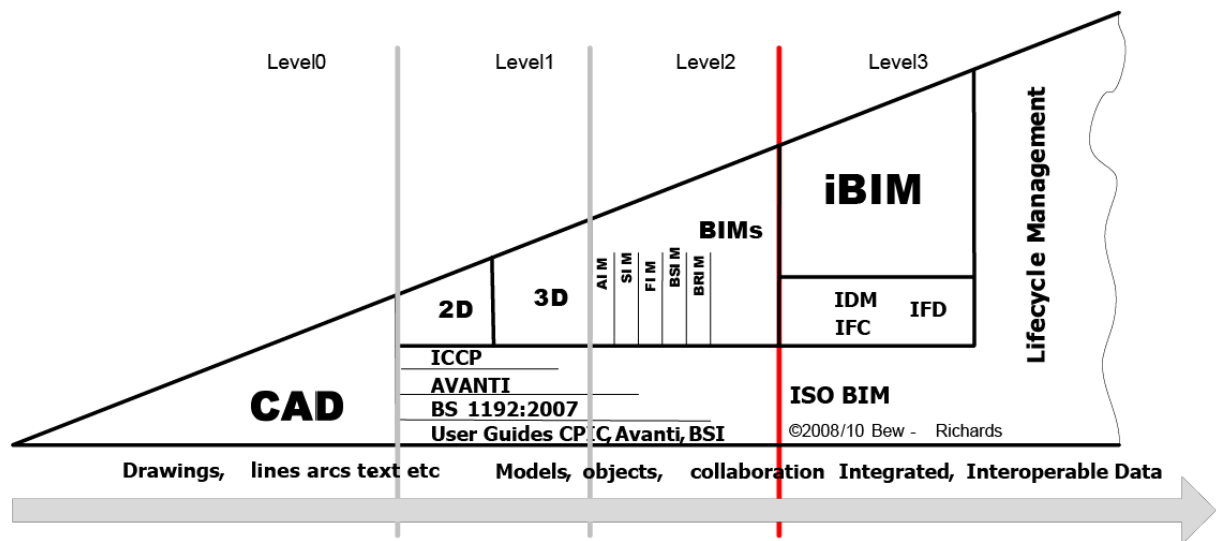 Level0 Level1 Level2 Level3
iBIM
BIMs
Lifecycle Management
AIM
SIM
FIM
BSIM
BRIM
2D 3D
IDM IFD
IFC
ICCP
AVANTI
CAD
BS 1192:2007
ISO BIM
User Guides CPIC, Avanti, BSI
©2008/10 Bew - Richards
Drawings, lines arcs text etc Models, objects, collaboration Integrated, Interoperable Data